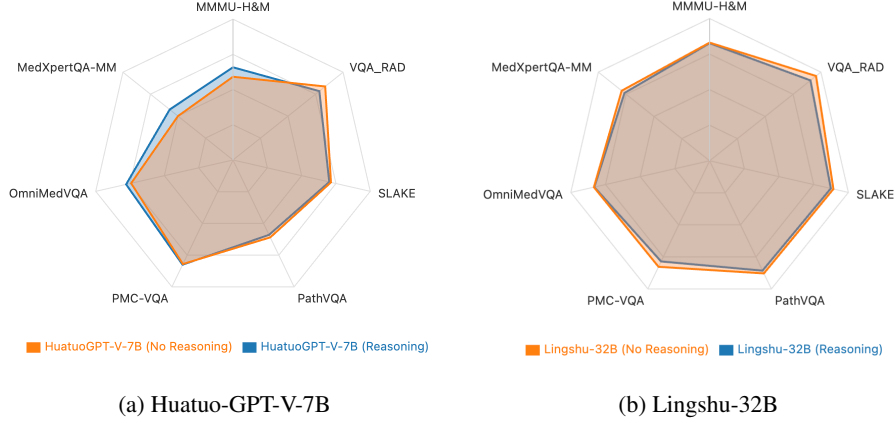 MMMU-H&M
VQA_RAD
SLAKE
PathVQA
PMC-VQA
OmniMedVQA
MedXpertQA-MM
HuatuoGPT-V-7B (No Reasoning)
HuatuoGPT-V-7B (Reasoning)
(a) Huatuo-GPT-V-7B
MMMU-H&M
VQA_RAD
SLAKE
PathVQA
PMC-VQA
OmniMedVQA
MedXpertQA-MM
Lingshu-32B (No Reasoning)
Lingshu-32B (Reasoning)
(b) Lingshu-32B